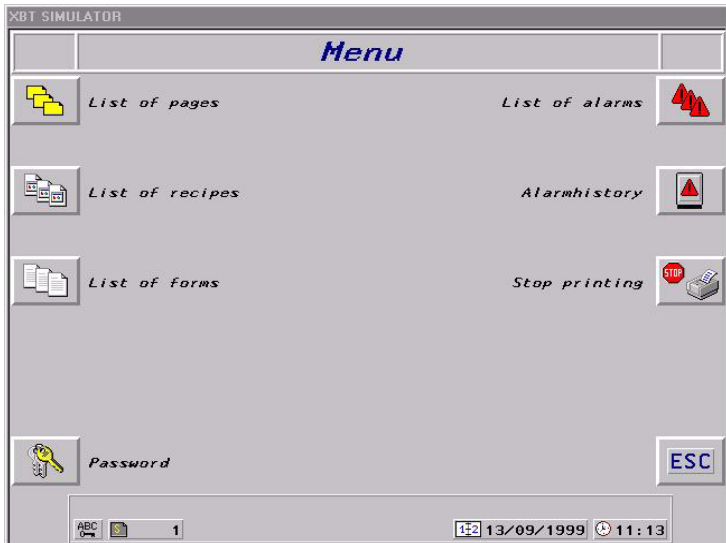 XBT SIMULATOR
Menu
List of pages
List of alarms
List of recipes
Alarmhistory
List of forms
STOP
Stop printing
Password
ESC
ABC
S
1
1 2 13/09/1999 11:13